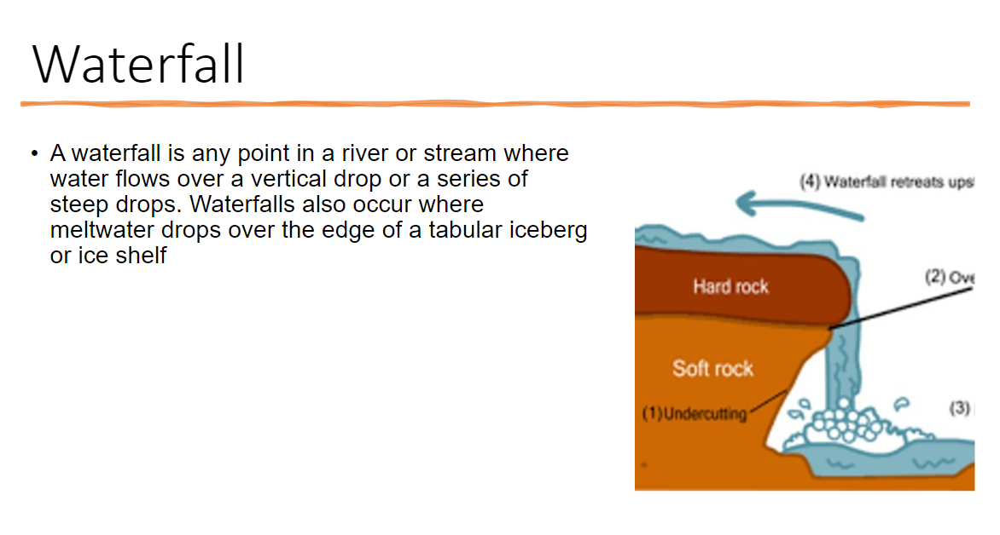 Waterfall
• A waterfall is any point in a river or stream where
water flows over a vertical drop or a series of
steep drops. Waterfalls also occur where
meltwater drops over the edge of a tabular iceberg
or ice shelf
(4) Waterfall retreats ups
(2) Ove
Hard rock
Soft rock
(1)Undercutting
(3)